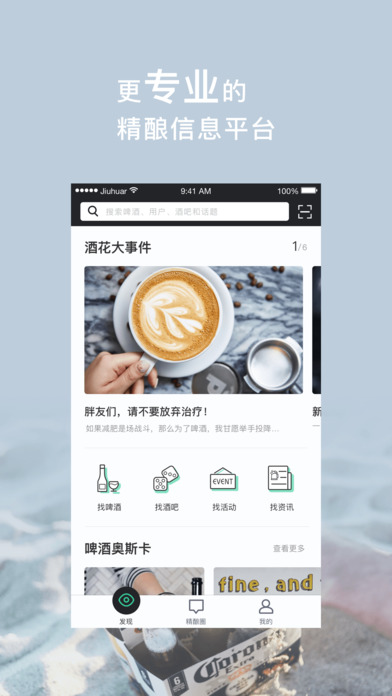 更专业的
精酿信息平台
Jiuhuar 9:41 AM 100%
搜索啤酒、用户、酒吧和话题
酒花大事件 1/6
胖友们，请不要放弃治疗！ 新
如果减肥是场战斗，那么为了啤酒，我甘愿举手投降...
找啤酒 EVENT 找酒吧 找活动 找资讯
啤酒奥斯卡 查看更多
fine, and
发现 精酿圈 我的
Corona
Extra
6